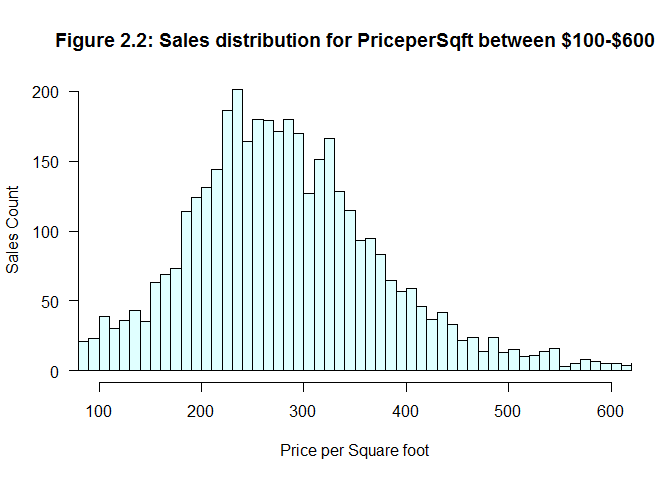 Figure 2.2: Sales distribution for PriceperSqft between $100-$600
200
150
100
50
0
Sales Count
100 200 300 400 500 600
Price per Square foot